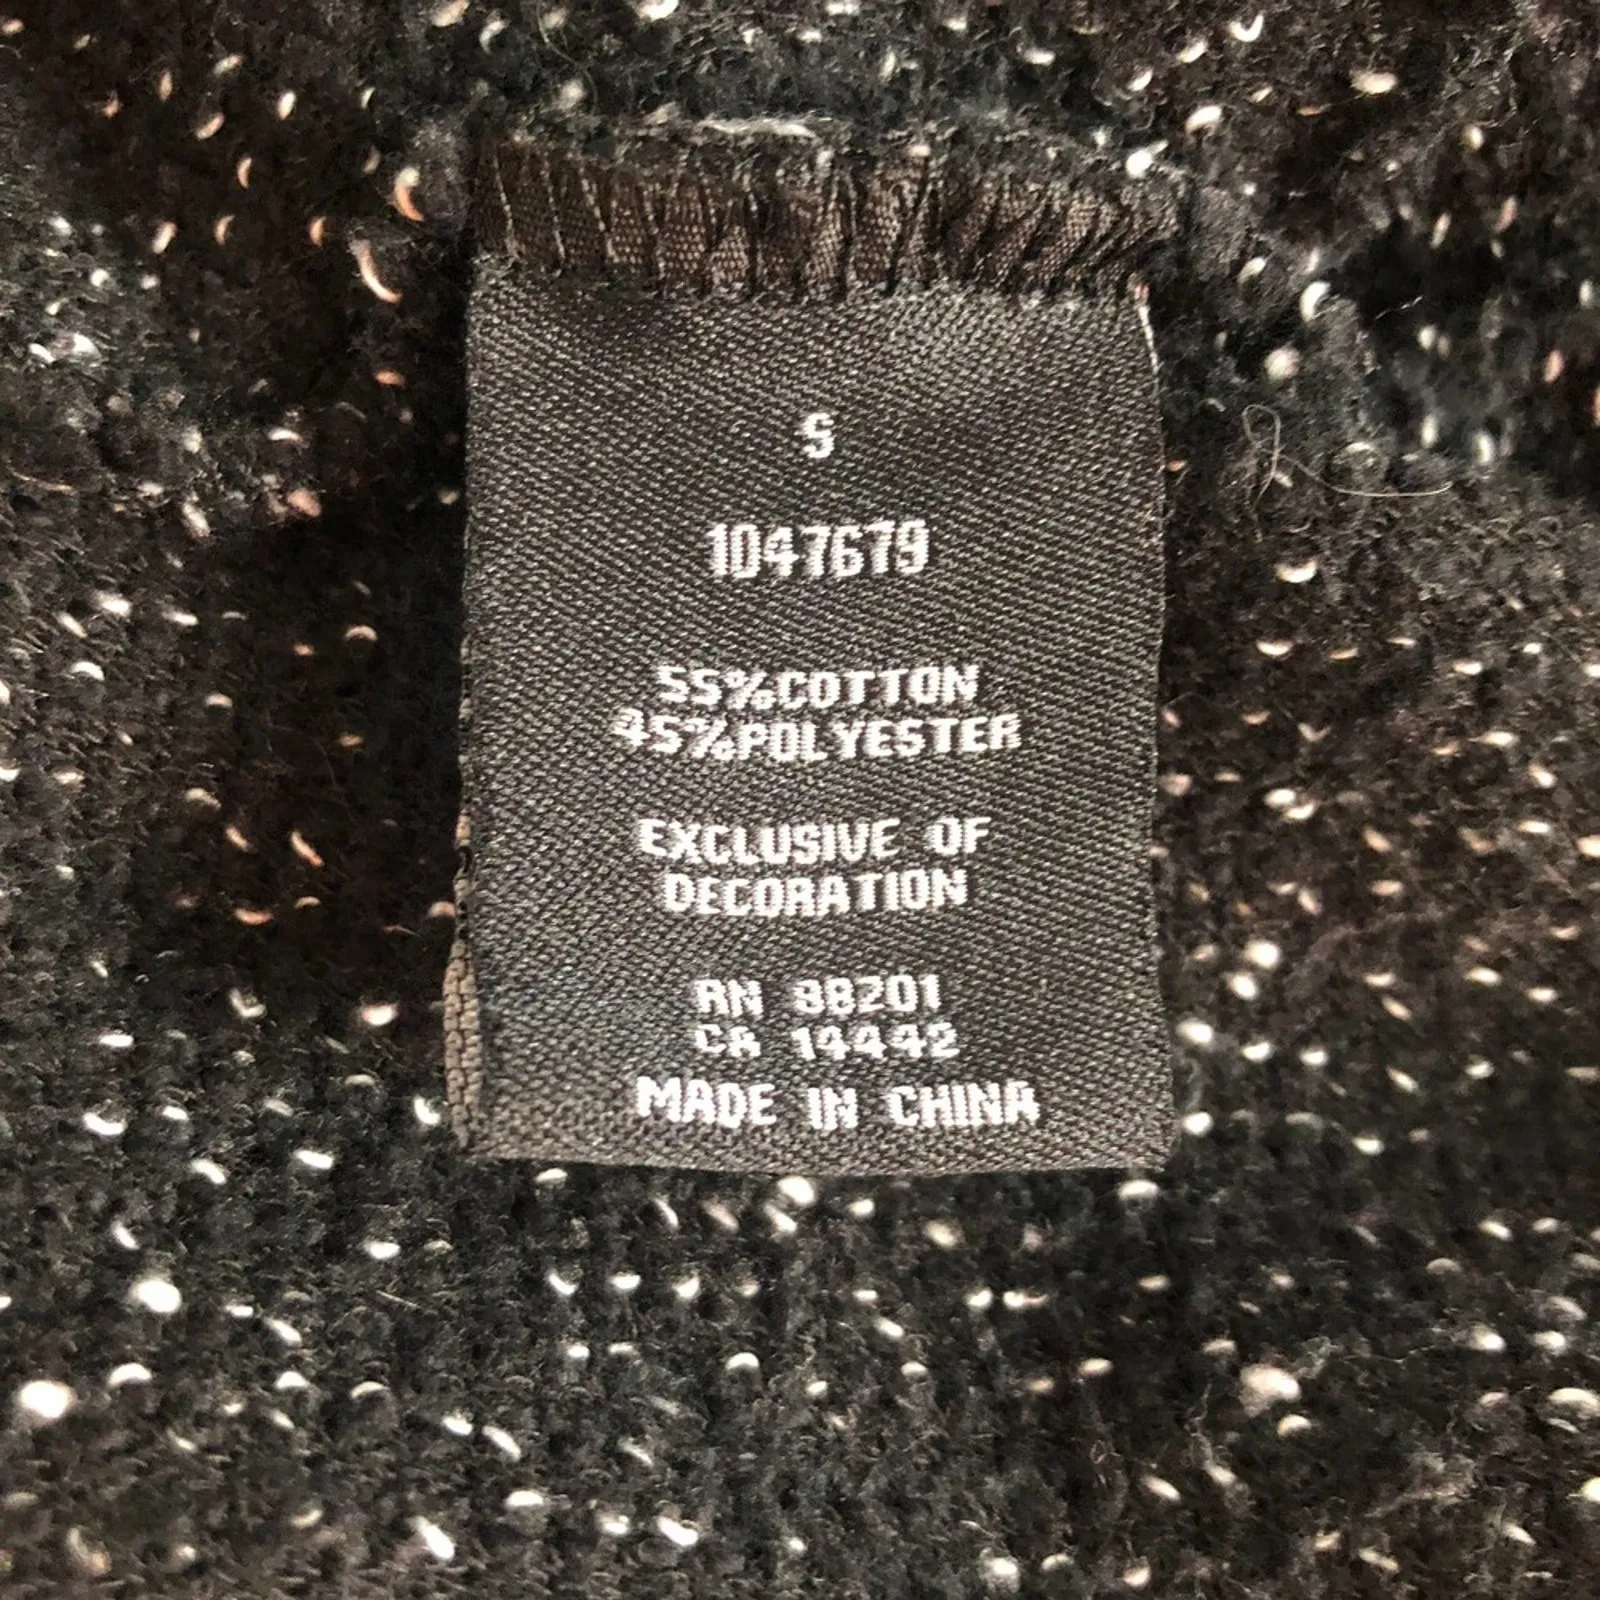 S
1047679
55%COTTON
45%POLYESTER
EXCLUSIVE OF
DECORATION
RN 88201
CA 14442
MADE IN CHINA